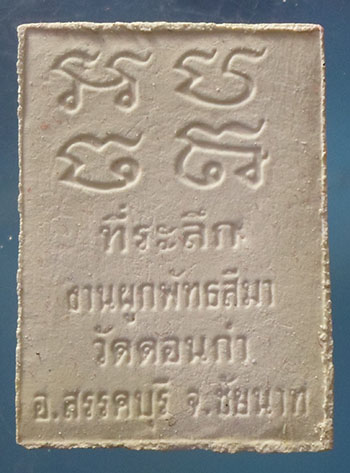 ที่ระลึก
งานผูกพัทธสีมา
วัดดอนก๋า
อ.สรรคบุรี จ.ชัยนาท